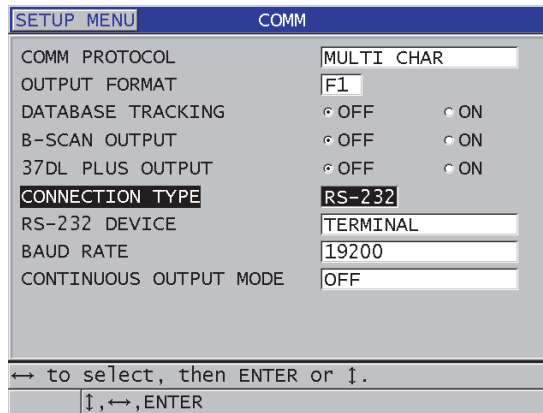 SETUP MENU COMM
COMM PROTOCOL MULTI CHAR
OUTPUT FORMAT F1
DATABASE TRACKING OFF ON
B-SCAN OUTPUT OFF ON
37DL PLUS OUTPUT OFF ON
CONNECTION TYPE RS-232
RS-232 DEVICE TERMINAL
BAUD RATE 19200
CONTINUOUS OUTPUT MODE OFF
↔ to select, then ENTER or ↕.
↕,↔,ENTER